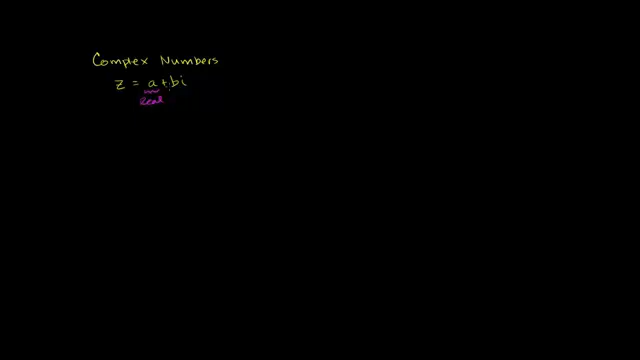 Complex Numbers
z = a + bi
Real